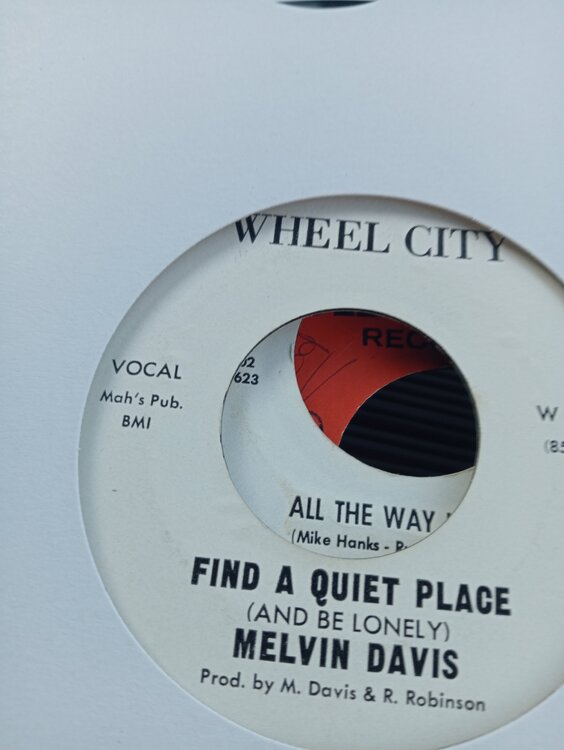 WHEEL CITY
REC
VOCAL
Mah's Pub.
BMI
623
W
ALL THE WAY
(Mike Hanks -
FIND A QUIET PLACE
(AND BE LONELY)
MELVIN DAVIS
Prod. by M. Davis & R. Robinson